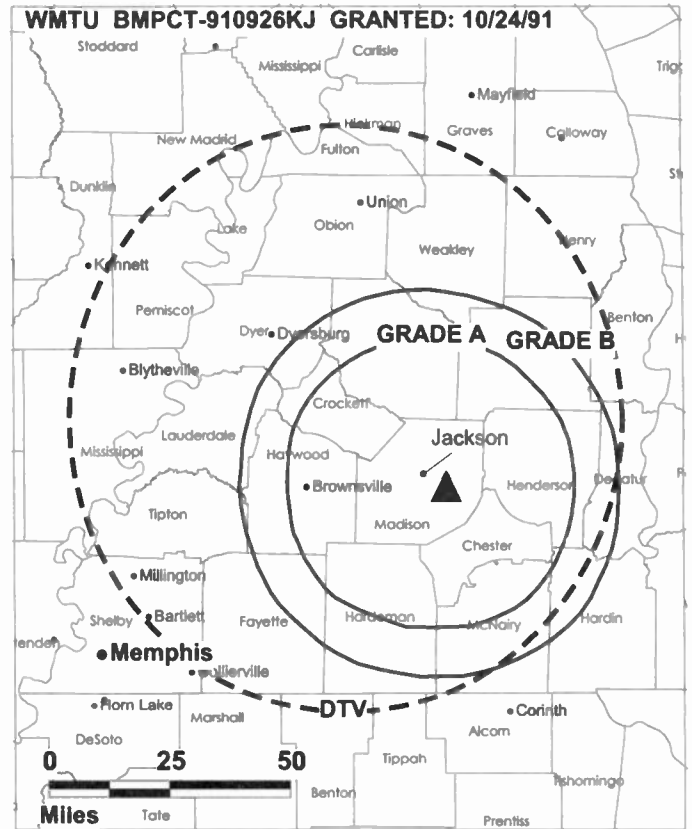 WMTU BMPCT-910926KJ GRANTED: 10/24/91
Stoddard
Carlisle
Mississippi
Trig
Mayfield
New Madrid
Hickman
Graves
Calloway
Fulton
Dunklin
Union
Lake
Obion
Weakley
Henry
Kennett
Pemiscot
Benton
Dyer
Dyersburg
GRADE A
GRADE B
Blytheville
Crockett
Lauderdale
Jackson
Mississippi
Haywood
Brownsville
Henderson
Decatur
Tipton
Madison
Chester
Millington
Shelby
Bartlett
Fayette
Hardeman
McNairy
Hardin
ttenden
Memphis
Collierville
Horn Lake
Marshall
DTV
Corinth
Alcorn
DeSoto
0 25 50
Tippah
Tishomingo
Benton
Miles
Tate
Prentiss